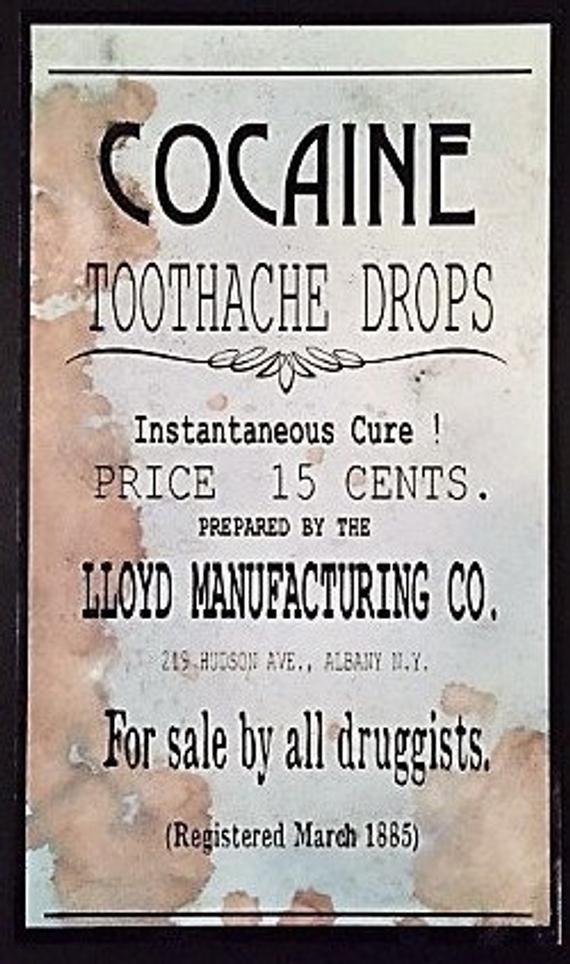 COCAINE
TOOTHACHE DROPS
Instantaneous Cure !
PRICE 15 CENTS.
PREPARED BY THE
LLOYD MANUFACTURING CO.
219 HUDSON AVE., ALBANY N.Y.
For sale by all druggists.
(Registered March 1885)